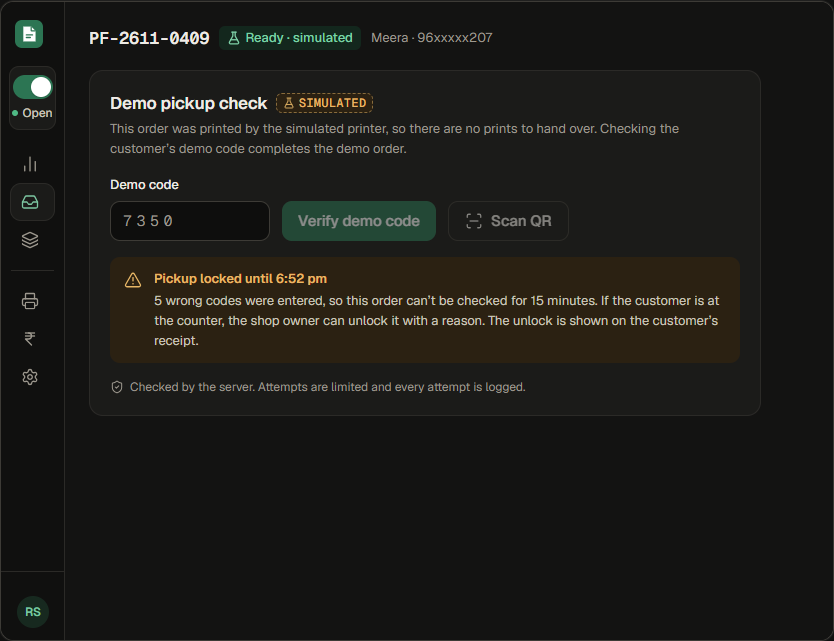 PF-2611-0409
Ready · simulated
Meera · 96xxxxx207
Open
Demo pickup check
SIMULATED
This order was printed by the simulated printer, so there are no prints to hand over. Checking the
customer's demo code completes the demo order.
Demo code
7350
Verify demo code
Scan QR
Pickup locked until 6:52 pm
5 wrong codes were entered, so this order can't be checked for 15 minutes. If the customer is at
the counter, the shop owner can unlock it with a reason. The unlock is shown on the customer's
receipt.
Checked by the server. Attempts are limited and every attempt is logged.
₹
RS